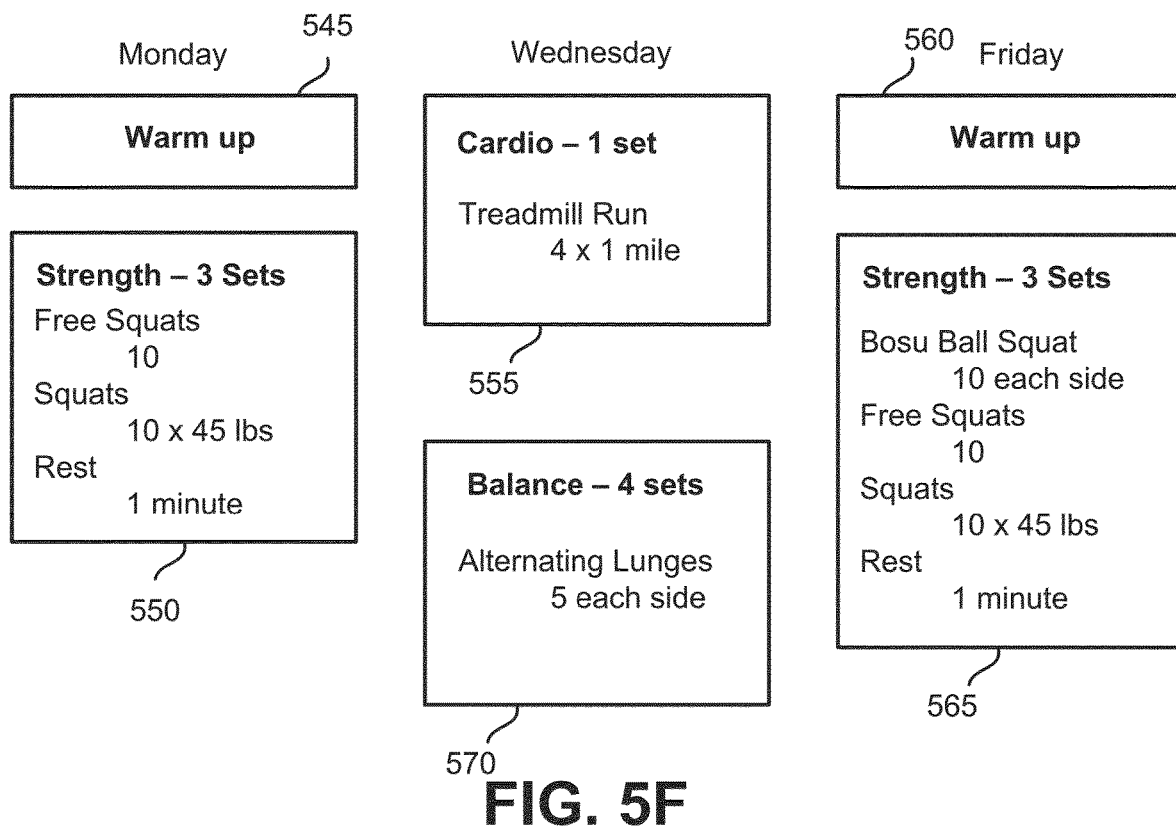 545
Monday
Warm up
Strength – 3 Sets
Free Squats
10
Squats
10 x 45 lbs
Rest
1 minute
550
Wednesday
Cardio – 1 set
Treadmill Run
4 x 1 mile
555
Balance – 4 sets
Alternating Lunges
5 each side
570
560
Friday
Warm up
Strength – 3 Sets
Bosu Ball Squat
10 each side
Free Squats
10
Squats
10 x 45 lbs
Rest
1 minute
565
FIG. 5F